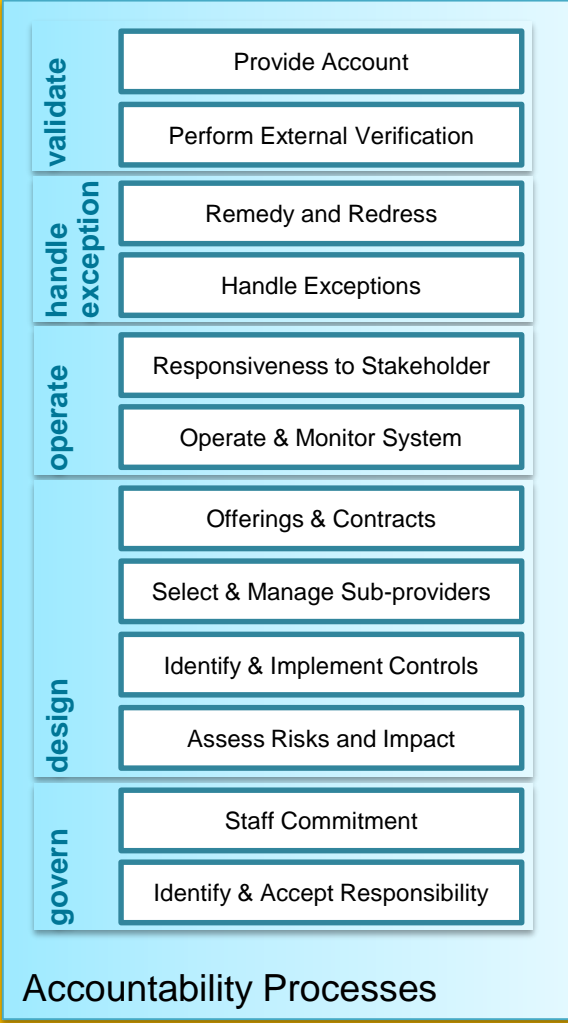 validate
Provide Account
Perform External Verification
handle
exception
Remedy and Redress
Handle Exceptions
operate
Responsiveness to Stakeholder
Operate & Monitor System
design
Offerings & Contracts
Select & Manage Sub-providers
Identify & Implement Controls
Assess Risks and Impact
govern
Staff Commitment
Identify & Accept Responsibility
Accountability Processes